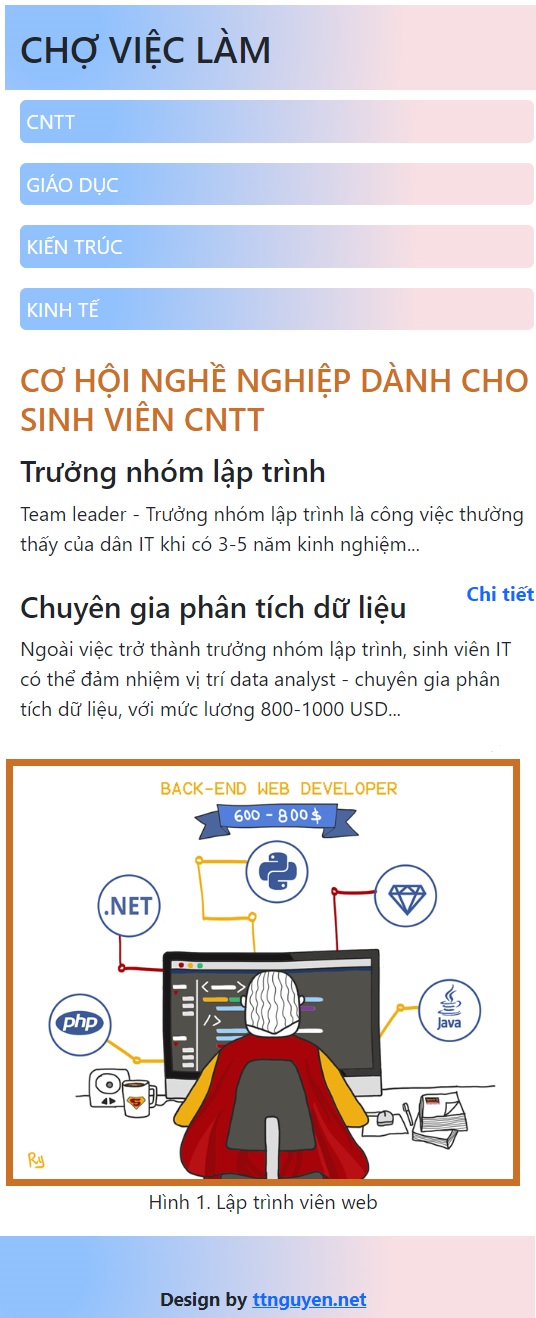 CHỢ VIỆC LÀM
CNTT
GIÁO DỤC
KIẾN TRÚC
KINH TẾ
CƠ HỘI NGHỀ NGHIỆP DÀNH CHO
SINH VIÊN CNTT
Trưởng nhóm lập trình
Team leader - Trưởng nhóm lập trình là công việc thường
thấy của dân IT khi có 3-5 năm kinh nghiệm...
Chi tiết
Chuyên gia phân tích dữ liệu
Ngoài việc trở thành trưởng nhóm lập trình, sinh viên IT
có thể đảm nhiệm vị trí data analyst - chuyên gia phân
tích dữ liệu, với mức lương 800-1000 USD...
BACK-END WEB DEVELOPER
600 - 800$
.NET
php
Java
Ry
Hình 1. Lập trình viên web
Design by ttnguyen.net